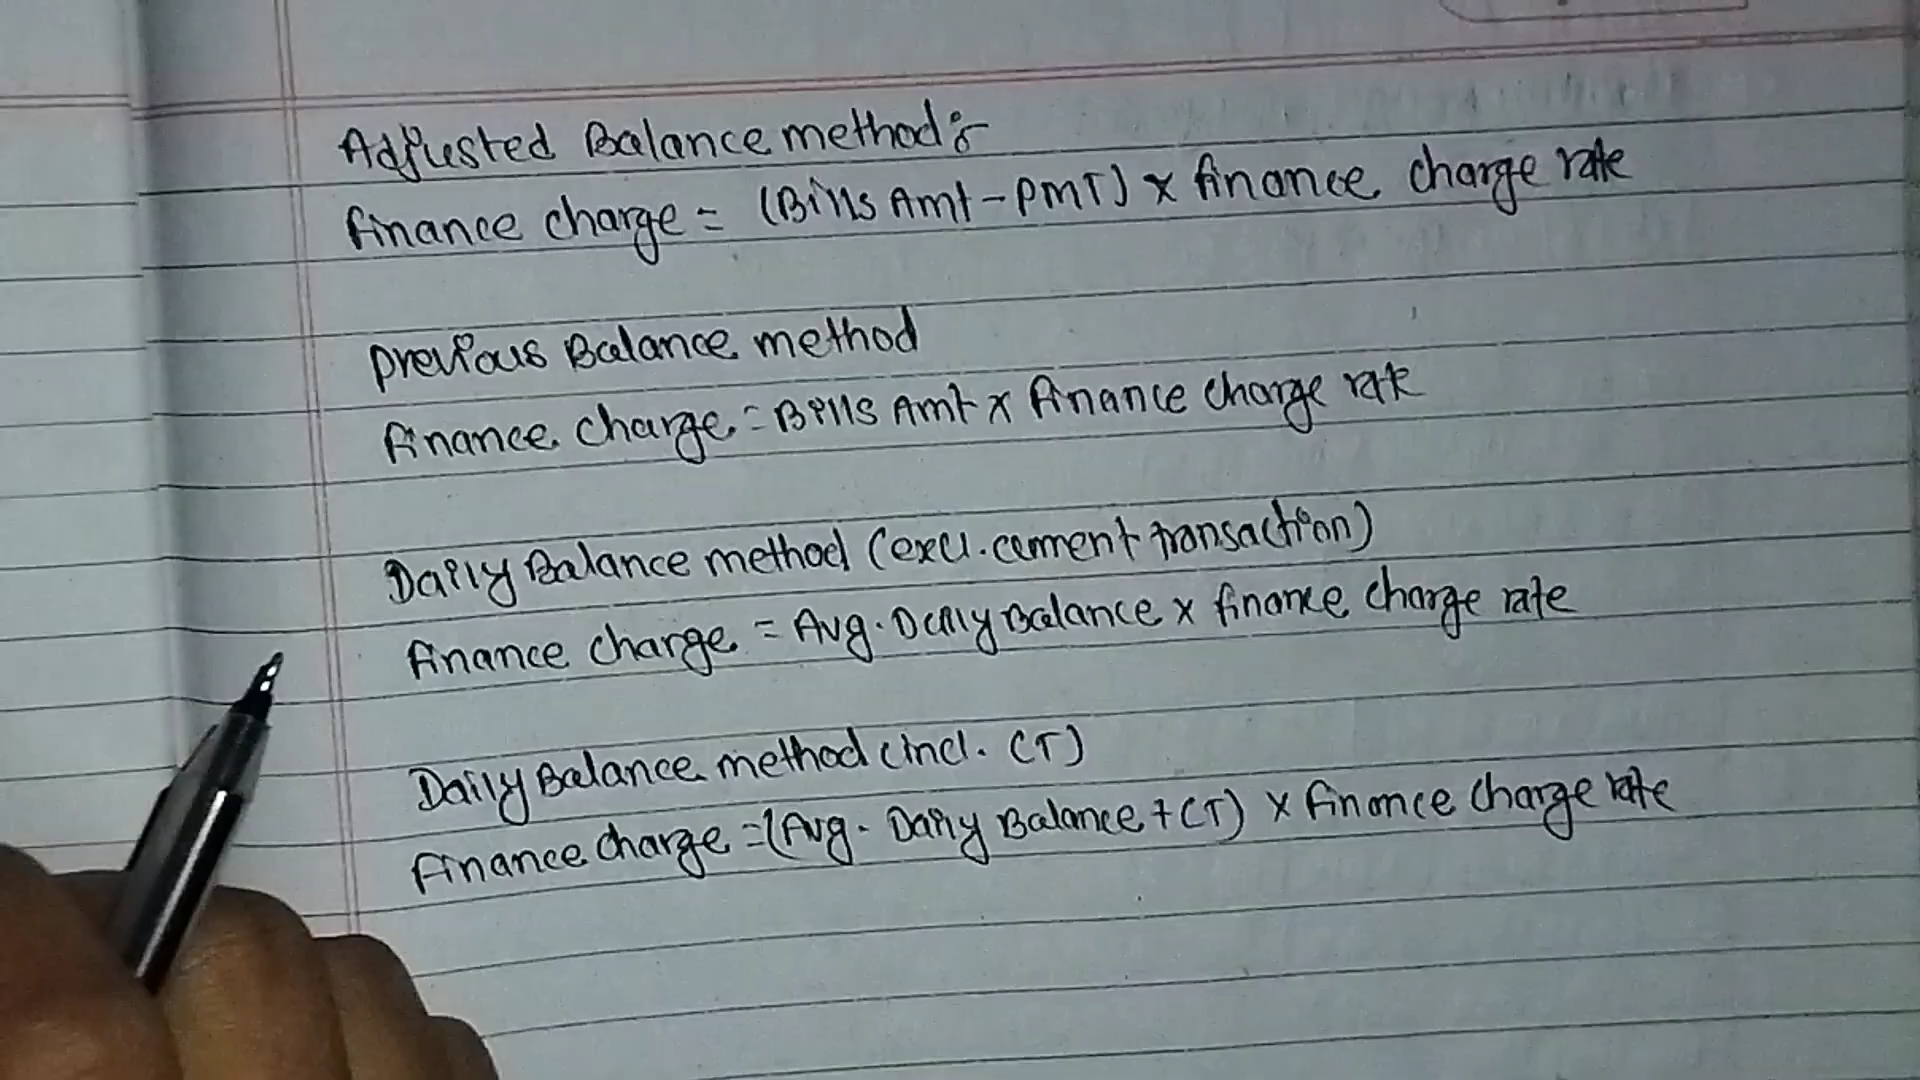 Adjusted Balance method:-
finance charge = (Bills Amt - PMT) × finance charge rate
previous Balance method
finance charge = Bills Amt × finance charge rate
Daily Balance method (excl. current transaction)
finance charge = Avg. Daily Balance × finance charge rate
Daily Balance method (incl. CT)
finance charge = (Avg. Daily Balance + CT) × finance charge rate